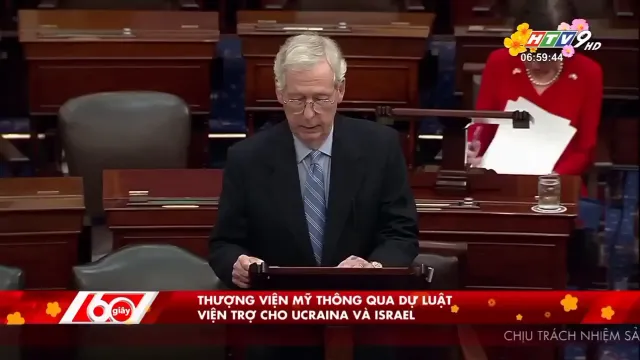 HTV9 HD
06:59:44
60 giây
THƯỢNG VIỆN MỸ THÔNG QUA DỰ LUẬT
VIỆN TRỢ CHO UCRAINA VÀ ISRAEL
CHỊU TRÁCH NHIỆM SẢ